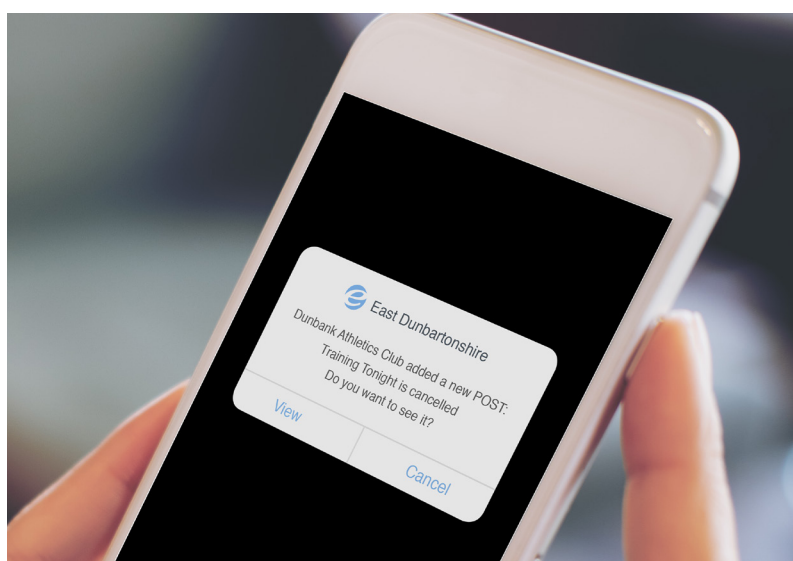 East Dunbartonshire
Dunbank Athletics Club added a new POST:
Training Tonight is cancelled
Do you want to see it?
View
Cancel